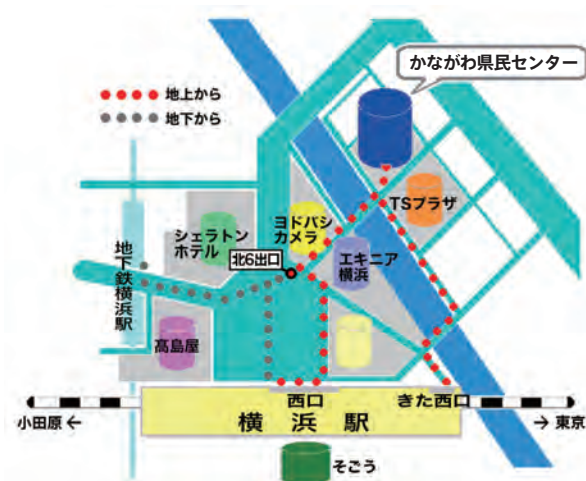 かながわ県民センター
地上から
地下から
TSプラザ
ヨドバシ
カメラ
シェラトン
ホテル
北6出口
エキニア
横浜
地下鉄横浜駅
髙島屋
西口
きた西口
横浜駅
小田原←
→東京
そごう